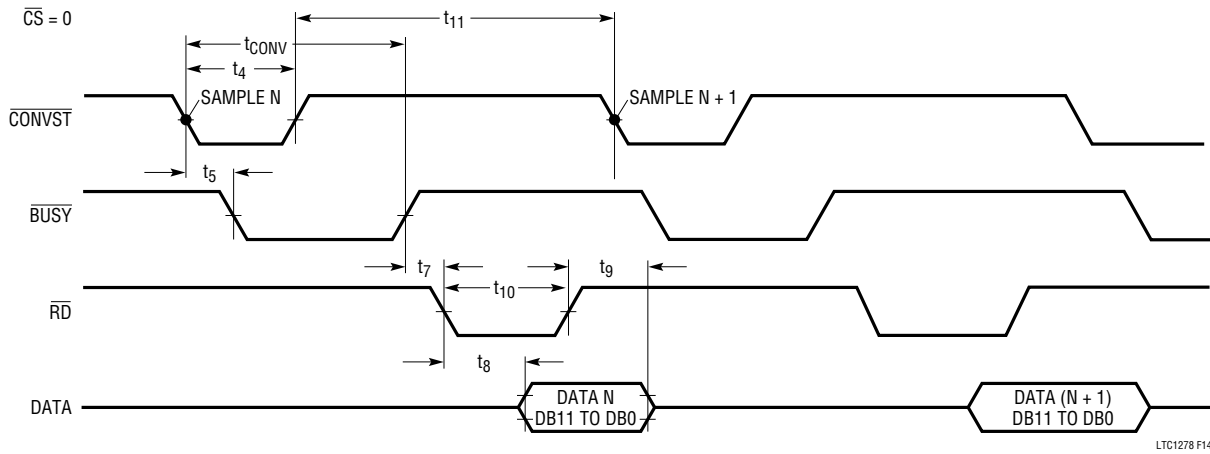 CS = 0
t11
tCONV
t4
SAMPLE N
SAMPLE N + 1
CONVST
t5
BUSY
t7
t9
t10
RD
t8
DATA
DATA N
DB11 TO DB0
DATA (N + 1)
DB11 TO DB0
LTC1278 F14